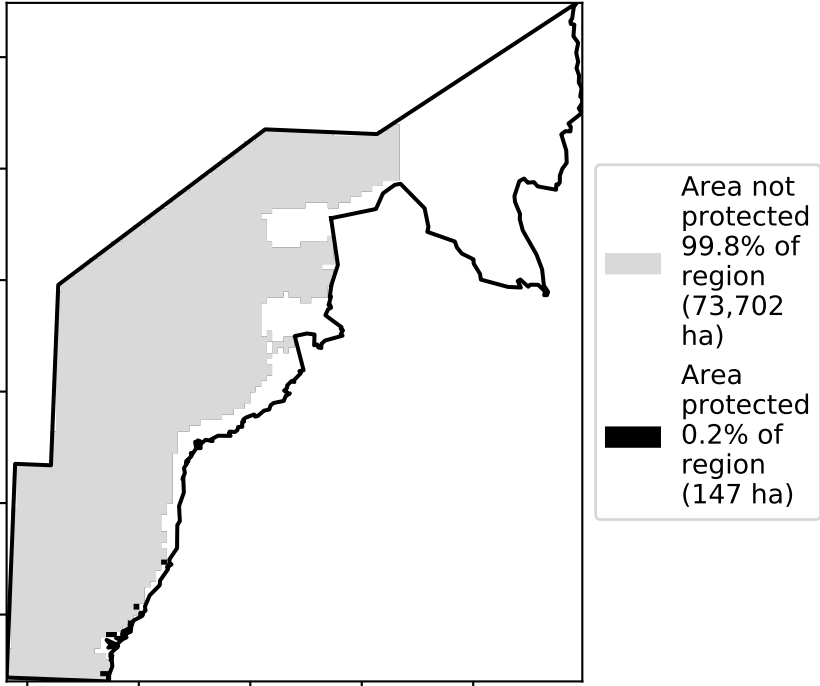 Area not
protected
99.8% of
region
(73,702
ha)
Area
protected
0.2% of
region
(147 ha)